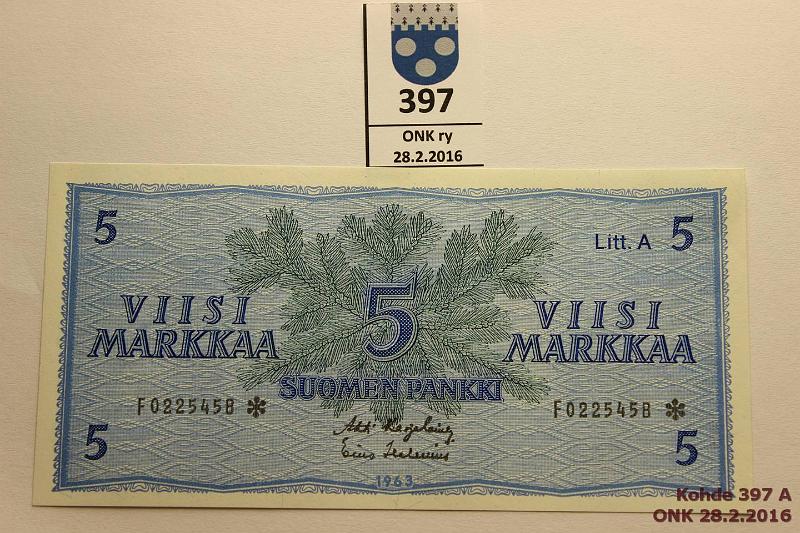 397
ONK ry
28.2.2016
5
Litt. A 5
VIISI
MARKKAA
5
VIISI
MARKKAA
SUOMEN PANKKI
F0225458 *
F0225458 *
5
5
1963
Kohde 397 A
ONK 28.2.2016